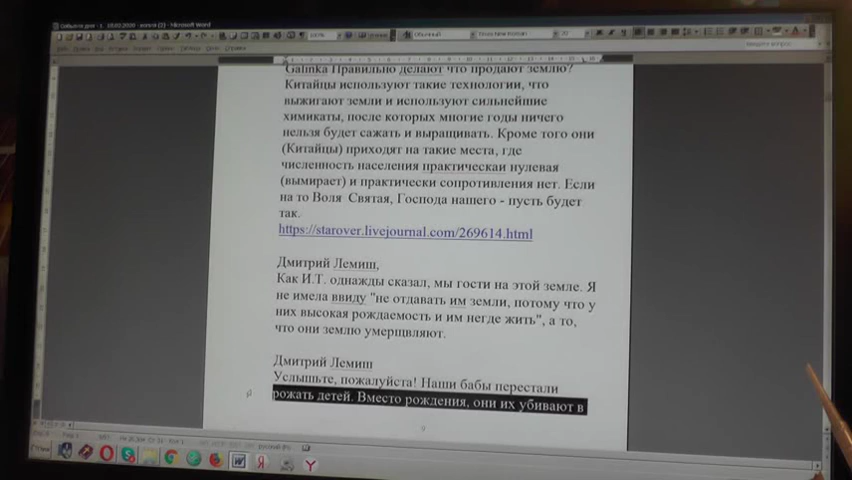 Galinka Правильно делают что продают землю?
Китайцы используют такие технологии, что
выжигают земли и используют сильнейшие
химикаты, после которых многие годы ничего
нельзя будет сажать и выращивать. Кроме того они
(Китайцы) приходят на такие места, где
численность населения практическаи нулевая
(вымирает) и практически сопротивления нет. Если
на то Воля Святая, Господа нашего - пусть будет
так.
https://starover.livejournal.com/269614.html
Дмитрий Лемиш,
Как И.Т. однажды сказал, мы гости на этой земле. Я
не имела ввиду "не отдавать им земли, потому что у
них высокая рождаемость и им негде жить", а то,
что они землю умерщвляют.
Дмитрий Лемиш
Услышьте, пожалуйста! Наши бабы перестали
рожать детей. Вместо рождения, они их убивают в